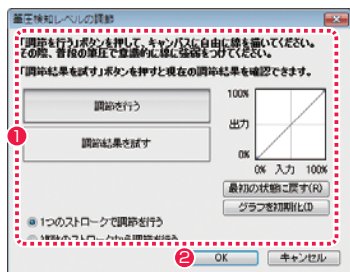 筆圧検知レベルの調節
「調節を行う」ボタンを押して、キャンバスに自由に線を描いてください。
その際、普段の筆圧で意識的に線に強弱をつけてください。
「調節結果を試す」ボタンを押すと現在の調節結果を確認できます。
調節を行う
調節結果を試す
100%
出力
0%
0% 入力 100%
最初の状態に戻す(R)
グラフを初期化(I)
1
1つのストロークで調節を行う
2
OK
キャンセル